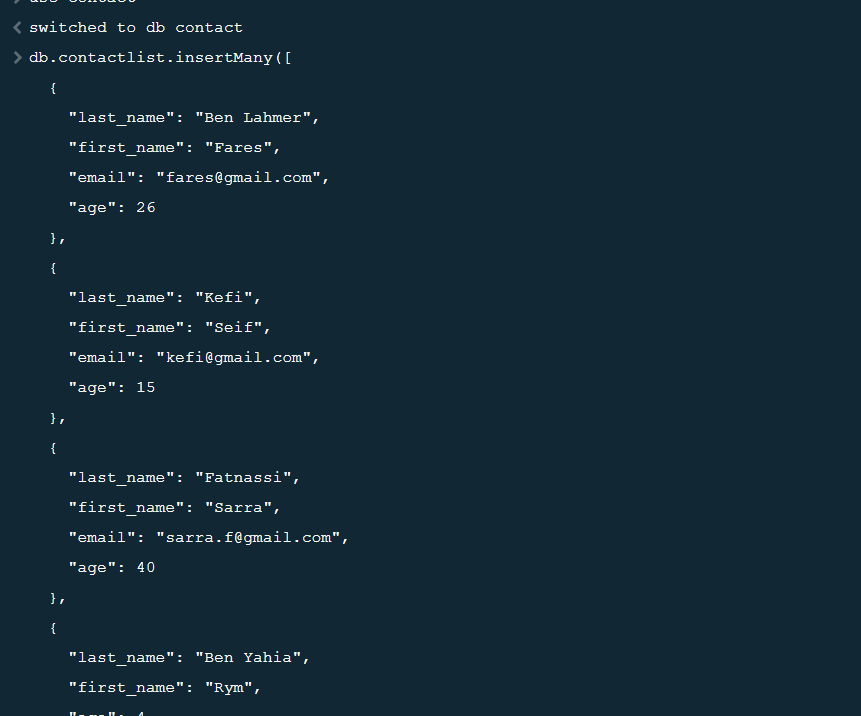 switched to db contact
db.contactlist.insertMany([
{
"last_name": "Ben Lahmer",
"first_name": "Fares",
"email": "fares@gmail.com",
"age": 26
},
{
"last_name": "Kefi",
"first_name": "Seif",
"email": "kefi@gmail.com",
"age": 15
},
{
"last_name": "Fatnassi",
"first_name": "Sarra",
"email": "sarra.f@gmail.com",
"age": 40
},
{
"last_name": "Ben Yahia",
"first_name": "Rym",